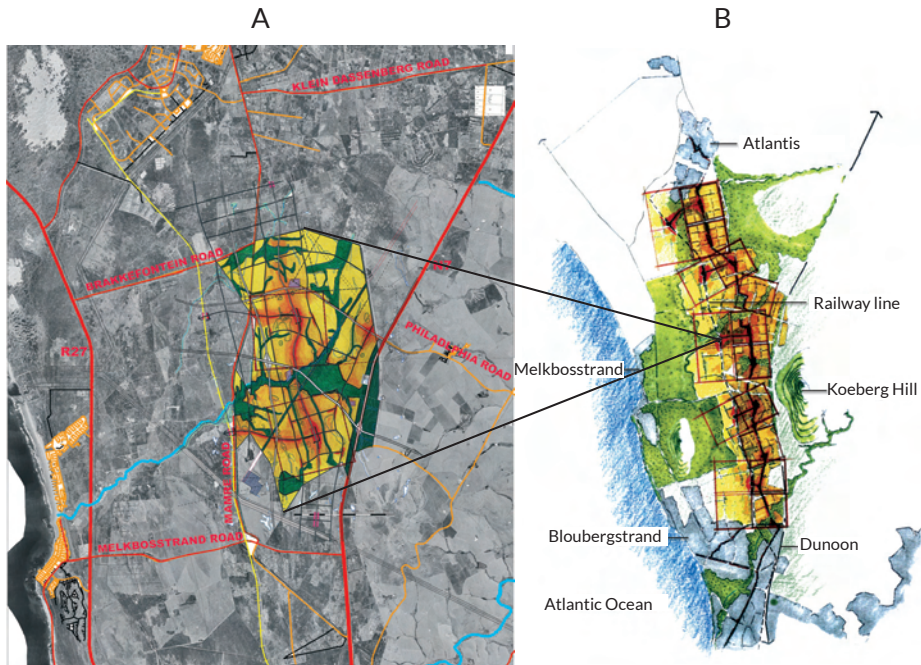 A
B
KLEIN DASSENBERG ROAD
Atlantis
BRAKKEFONTEIN ROAD
Railway line
R27
PHILADELPHIA ROAD
Melkbosstrand
Koeberg Hill
MELKBOSSTRAND ROAD
Bloubergstrand
Dunoon
Atlantic Ocean